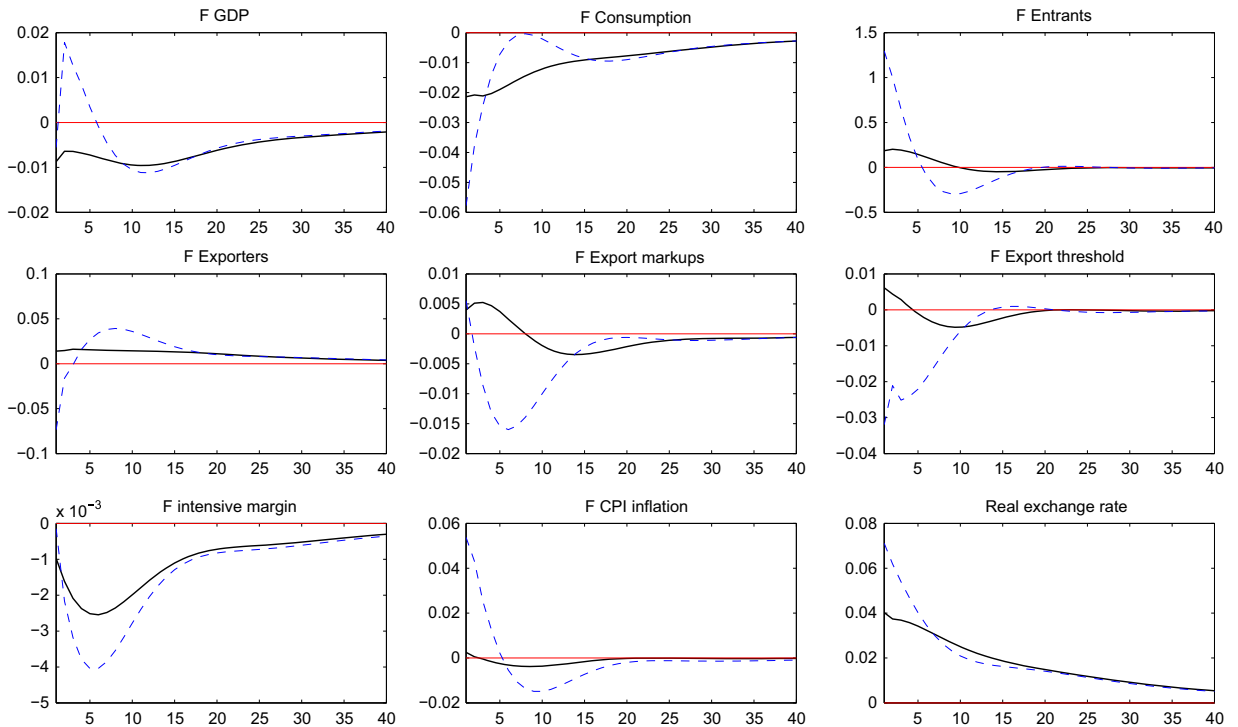 F GDP
F Consumption
F Entrants
0.02
0.01
0
−0.01
−0.02
5 10 15 20 25 30 35 40
0
−0.01
−0.02
−0.03
−0.04
−0.05
−0.06
5 10 15 20 25 30 35 40
1.5
1
0.5
0
−0.5
5 10 15 20 25 30 35 40
F Exporters
F Export markups
F Export threshold
0.1
0.05
0
−0.05
−0.1
5 10 15 20 25 30 35 40
0.01
0.005
0
−0.005
−0.01
−0.015
−0.02
5 10 15 20 25 30 35 40
0.01
0
−0.01
−0.02
−0.03
−0.04
5 10 15 20 25 30 35 40
F intensive margin
F CPI inflation
Real exchange rate
x 10⁻³
0
−1
−2
−3
−4
−5
5 10 15 20 25 30 35 40
0.06
0.04
0.02
0
−0.02
5 10 15 20 25 30 35 40
0.08
0.06
0.04
0.02
0
5 10 15 20 25 30 35 40